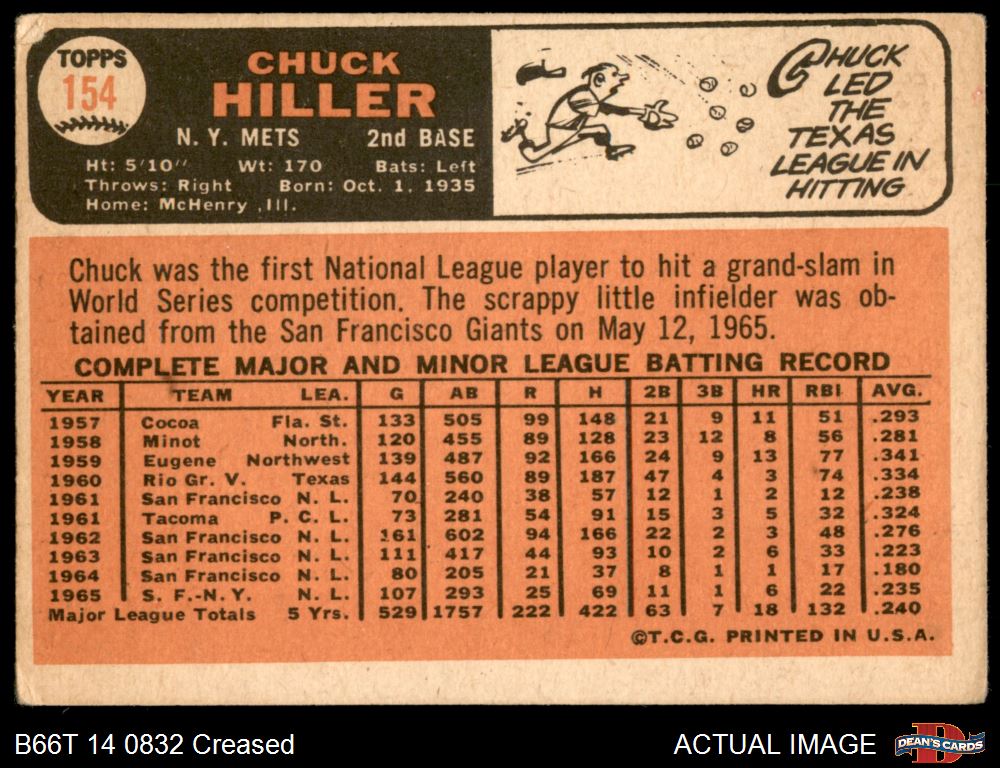 TOPPS
154
CHUCK
HILLER
N. Y. METS 2nd BASE
Ht: 5'10" Wt: 170 Bats: Left
Throws: Right Born: Oct. 1, 1935
Home: McHenry ,Ill.
CHUCK
LED
THE
TEXAS
LEAGUE IN
HITTING
Chuck was the first National League player to hit a grand-slam in
World Series competition. The scrappy little infielder was ob-
tained from the San Francisco Giants on May 12, 1965.
COMPLETE MAJOR AND MINOR LEAGUE BATTING RECORD
YEAR TEAM LEA. G AB R H 2B 3B HR RBI AVG.
1957 Cocoa Fla. St. 133 505 99 148 21 9 11 51 .293
1958 Minot North. 120 455 89 128 23 12 8 56 .281
1959 Eugene Northwest 139 487 92 166 24 9 13 77 .341
1960 Rio Gr. V. Texas 144 560 89 187 47 4 3 74 .334
1961 San Francisco N. L. 70 240 38 57 12 1 2 12 .238
1961 Tacoma P. C. L. 73 281 54 91 15 3 5 32 .324
1962 San Francisco N. L. 161 602 94 166 22 2 3 48 .276
1963 San Francisco N. L. 111 417 44 93 10 2 6 33 .223
1964 San Francisco N. L. 80 205 21 37 8 1 1 17 .180
1965 S. F.-N.Y. N. L. 107 293 25 69 11 1 6 22 .235
Major League Totals 5 Yrs. 529 1757 222 422 63 7 18 132 .240
©T.C.G. PRINTED IN U.S.A.
B66T 14 0832 Creased ACTUAL IMAGE
D
DEAN'S CARDS